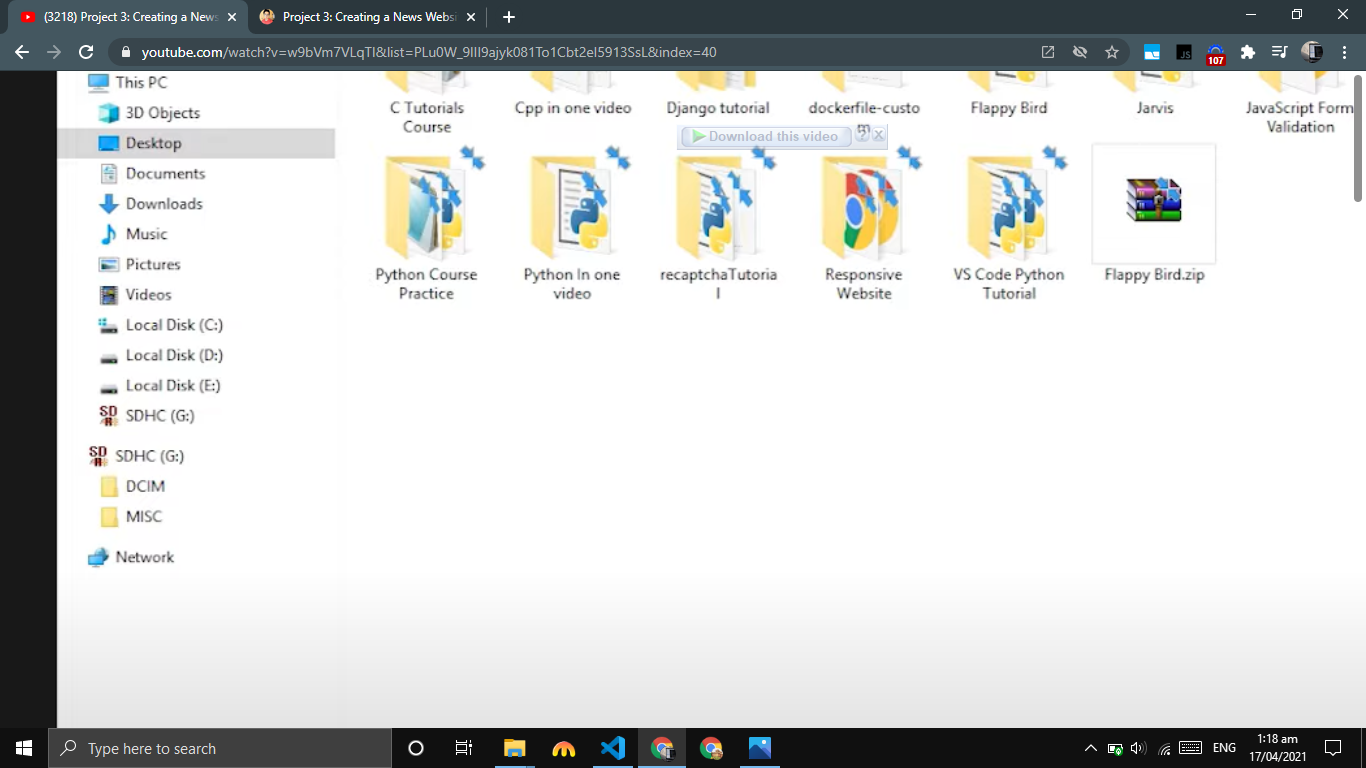 (3218) Project 3: Creating a News
Project 3: Creating a News Websi
youtube.com/watch?v=w9bVm7VLqTI&list=PLu0W_9lII9ajyk081To1Cbt2eI5913SsL&index=40
JS
107
This PC
3D Objects
Desktop
Documents
Downloads
Music
Pictures
Videos
Local Disk (C:)
Local Disk (D:)
Local Disk (E:)
SDHC (G:)
SDHC (G:)
DCIM
MISC
Network
C Tutorials
Course
Cpp in one video
Django tutorial
dockerfile-custo
m
Flappy Bird
Jarvis
JavaScript Form
Validation
Download this video
?
Python Course
Practice
Python In one
video
recaptchaTutoria
l
Responsive
Website
VS Code Python
Tutorial
Flappy Bird.zip
Type here to search
ENG
1:18 am
17/04/2021